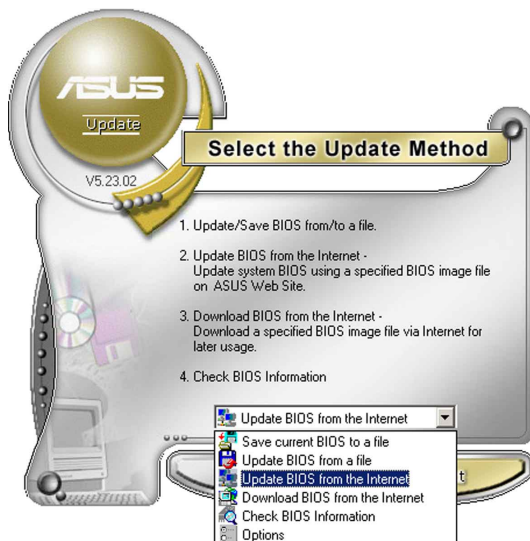 ASUS
Update
V5.23.02
Select the Update Method
1. Update/Save BIOS from/to a file.
2. Update BIOS from the Internet -
Update system BIOS using a specified BIOS image file
on ASUS Web Site.
3. Download BIOS from the Internet -
Download a specified BIOS image file via Internet for
later usage.
4. Check BIOS Information
Update BIOS from the Internet
Save current BIOS to a file
Update BIOS from a file
Update BIOS from the Internet
Download BIOS from the Internet
Check BIOS Information
Options